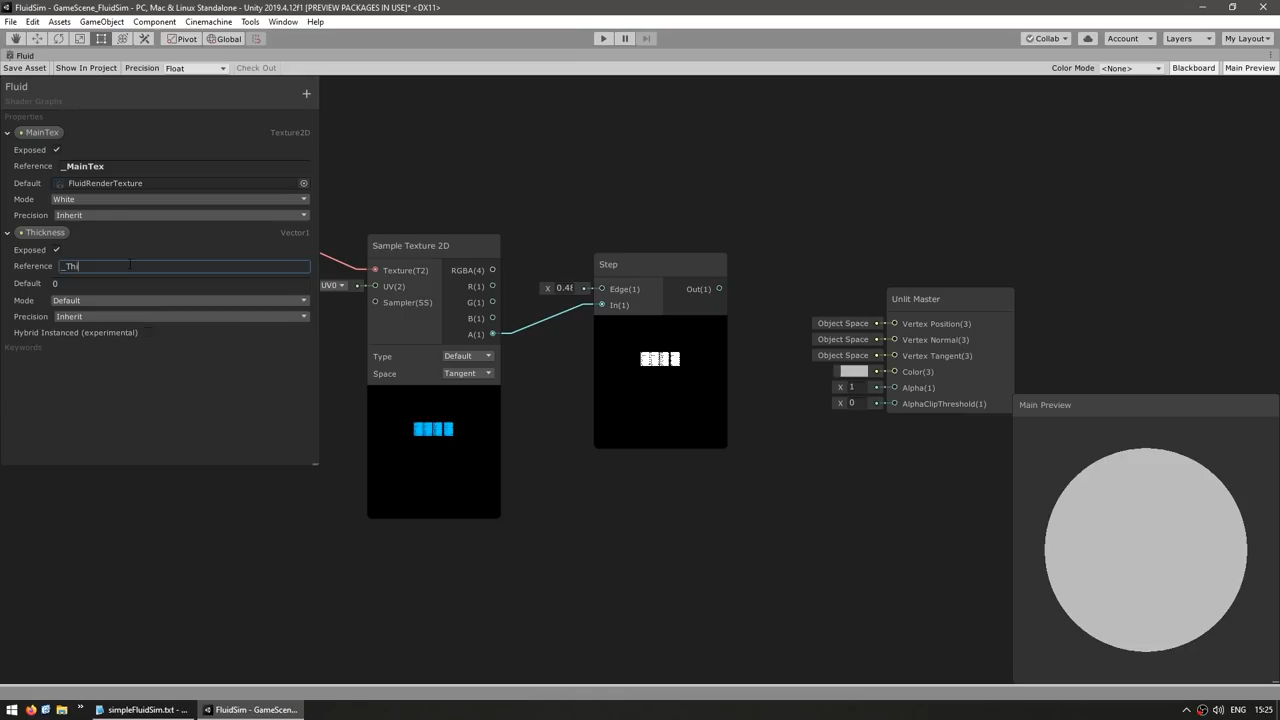 FluidSim - GameScene_FluidSim - PC, Mac & Linux Standalone - Unity 2019.4.12f1 [PREVIEW PACKAGES IN USE]* <DX11>
File Edit Assets GameObject Component Cinemachine Tools Window Help
Pivot Global Collab Account Layers My Layout
Fluid
Save Asset Show In Project Precision Float Check Out Color Mode <None> Blackboard Main Preview
Fluid
Shader Graphs
Properties
MainTex Texture2D
Exposed
Reference _MainTex
Default FluidRenderTexture
Mode White
Precision Inherit
Thickness Vector1
Exposed
Reference _Thi
Default 0
Mode Default
Precision Inherit
Hybrid Instanced (experimental)
Keywords
Sample Texture 2D
Texture(T2) RGBA(4)
UV0 UV(2) R(1)
Sampler(SS) G(1)
B(1)
A(1)
Type Default
Space Tangent
Step
X 0.48 Edge(1) Out(1)
In(1)
Unlit Master
Object Space Vertex Position(3)
Object Space Vertex Normal(3)
Object Space Vertex Tangent(3)
Color(3)
X 1 Alpha(1)
X 0 AlphaClipThreshold(1)
Main Preview
simpleFluidSim.txt - ... FluidSim - GameScen... ENG 15:25